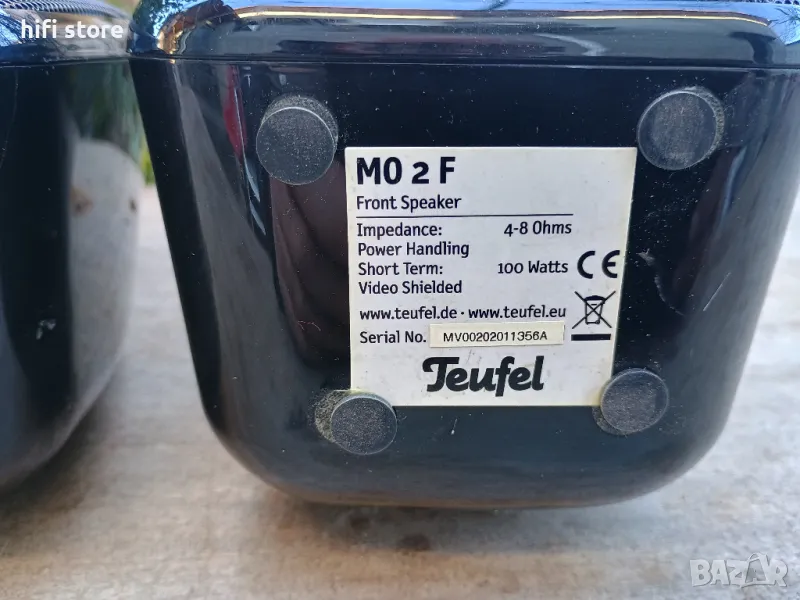 hifi store
MO 2 F
Front Speaker
Impedance: 4-8 Ohms
Power Handling
Short Term: 100 Watts CE
Video Shielded
www.teufel.de · www.teufel.eu
Serial No. MV00202011356A
Teufel
BAZAR